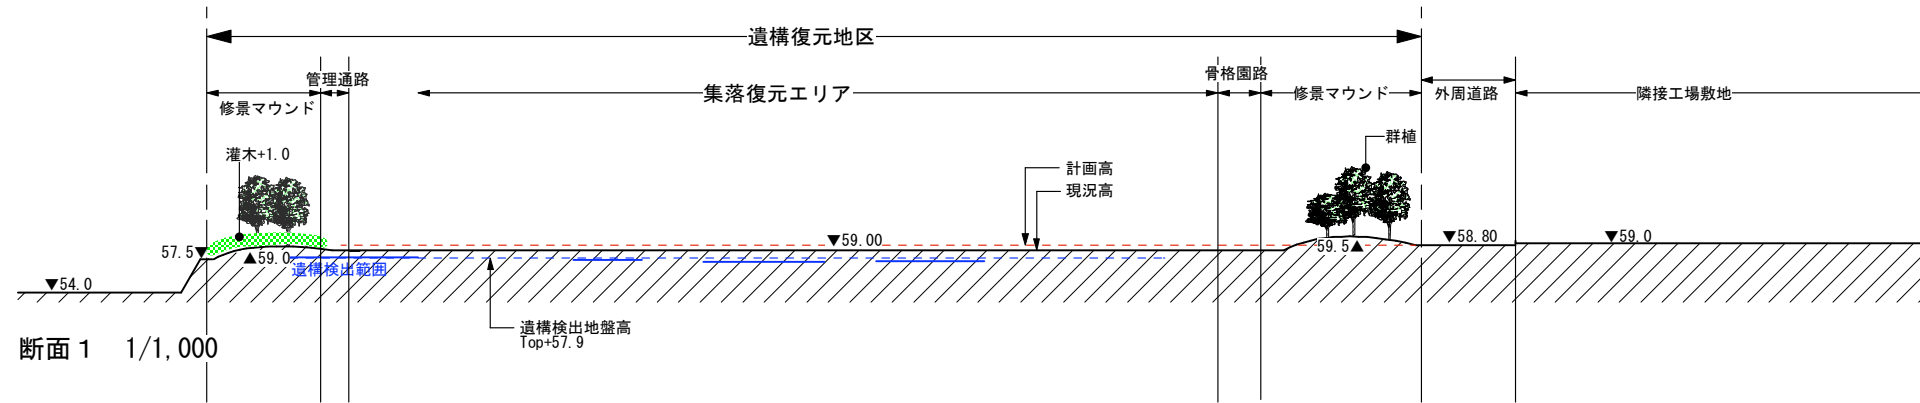 遺構復元地区
管理通路
骨格園路
修景マウンド
集落復元エリア
修景マウンド
外周道路
隣接工場敷地
灌木+1.0
群植
計画高
現況高
57.5▼
▼59.00
▼58.80
▼59.0
▲59.0
59.5▲
遺構検出範囲
▼54.0
遺構検出地盤高
Top+57.9
断面1 1/1,000